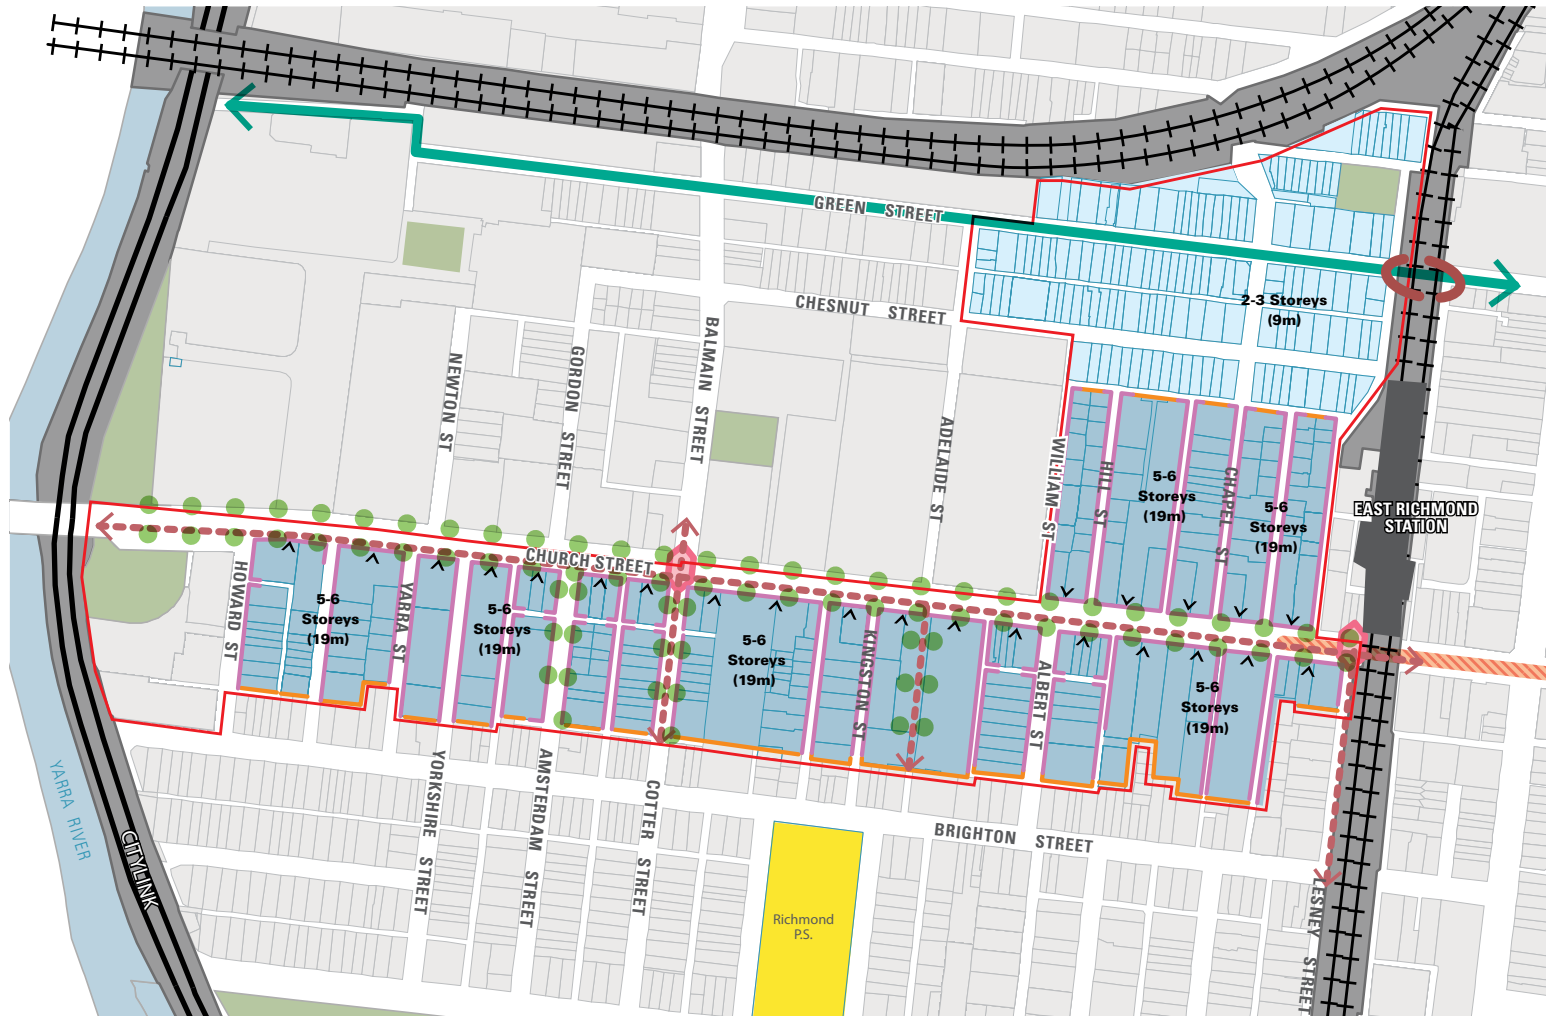 GREEN STREET
CHESNUT STREET
2-3 Storeys
(9m)
NEWTON ST
GORDON STREET
BALMAIN STREET
ADELAIDE ST
WILLIAM ST
HILL ST
CHAPEL ST
5-6
Storeys
(19m)
5-6
Storeys
(19m)
EAST RICHMOND
STATION
CHURCH STREET
HOWARD ST
5-6
Storeys
(19m)
YARRA ST
5-6
Storeys
(19m)
5-6
Storeys
(19m)
KINGSTON ST
ALBERT ST
5-6
Storeys
(19m)
YARRA RIVER
CITYLINK
YORKSHIRE STREET
AMSTERDAM STREET
COTTER STREET
BRIGHTON STREET
Richmond
P.S.
LESNEY STREET